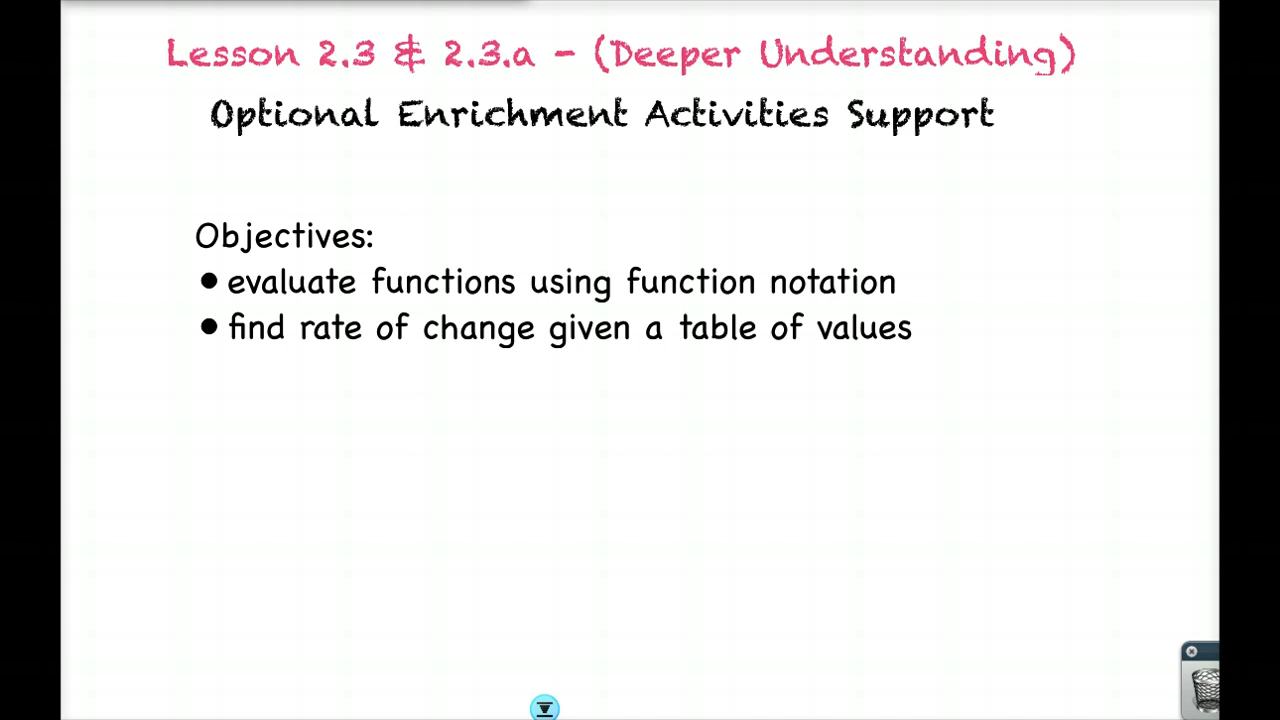 Lesson 2.3 & 2.3.a - (Deeper Understanding)
Optional Enrichment Activities Support
Objectives:
• evaluate functions using function notation
• find rate of change given a table of values